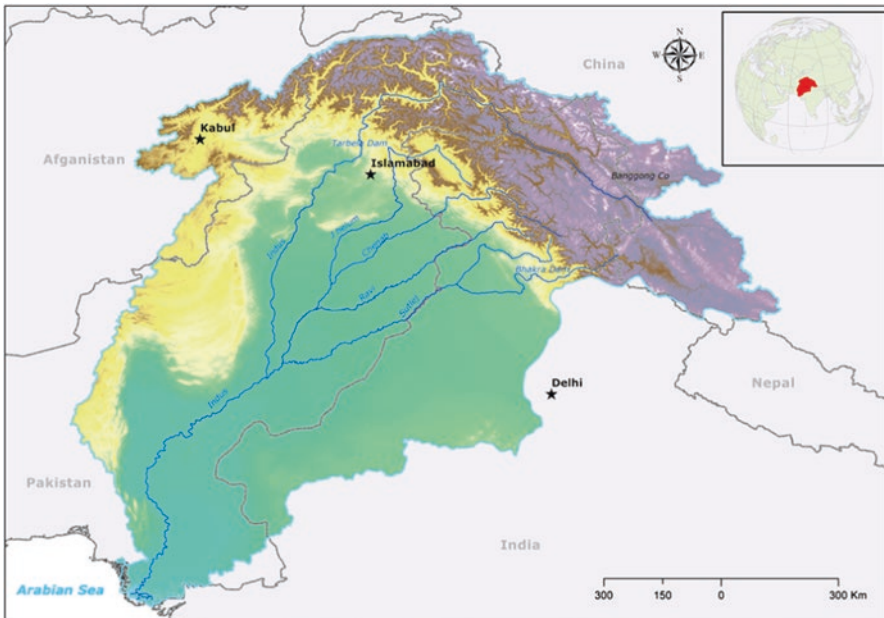 N
W E
S
China
Kabul
Afganistan
Tarbela Dam
Islamabad
Banggong Co
Indus
Jhelum
Chenab
Bhakra Dam
Ravi
Sutlej
Delhi
Nepal
Indus
Pakistan
India
Arabian Sea
300 150 0 300 Km